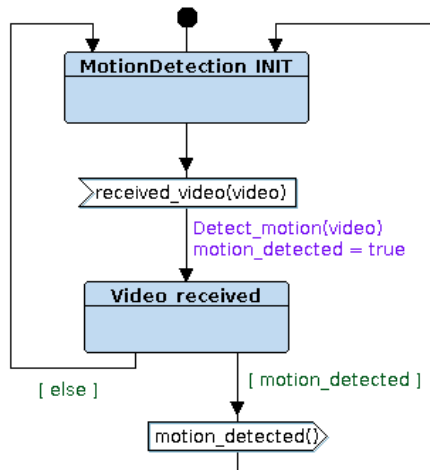 MotionDetection INIT
received_video(video)
Detect_motion(video)
motion_detected = true
Video received
[ else ]
[ motion_detected ]
motion_detected()